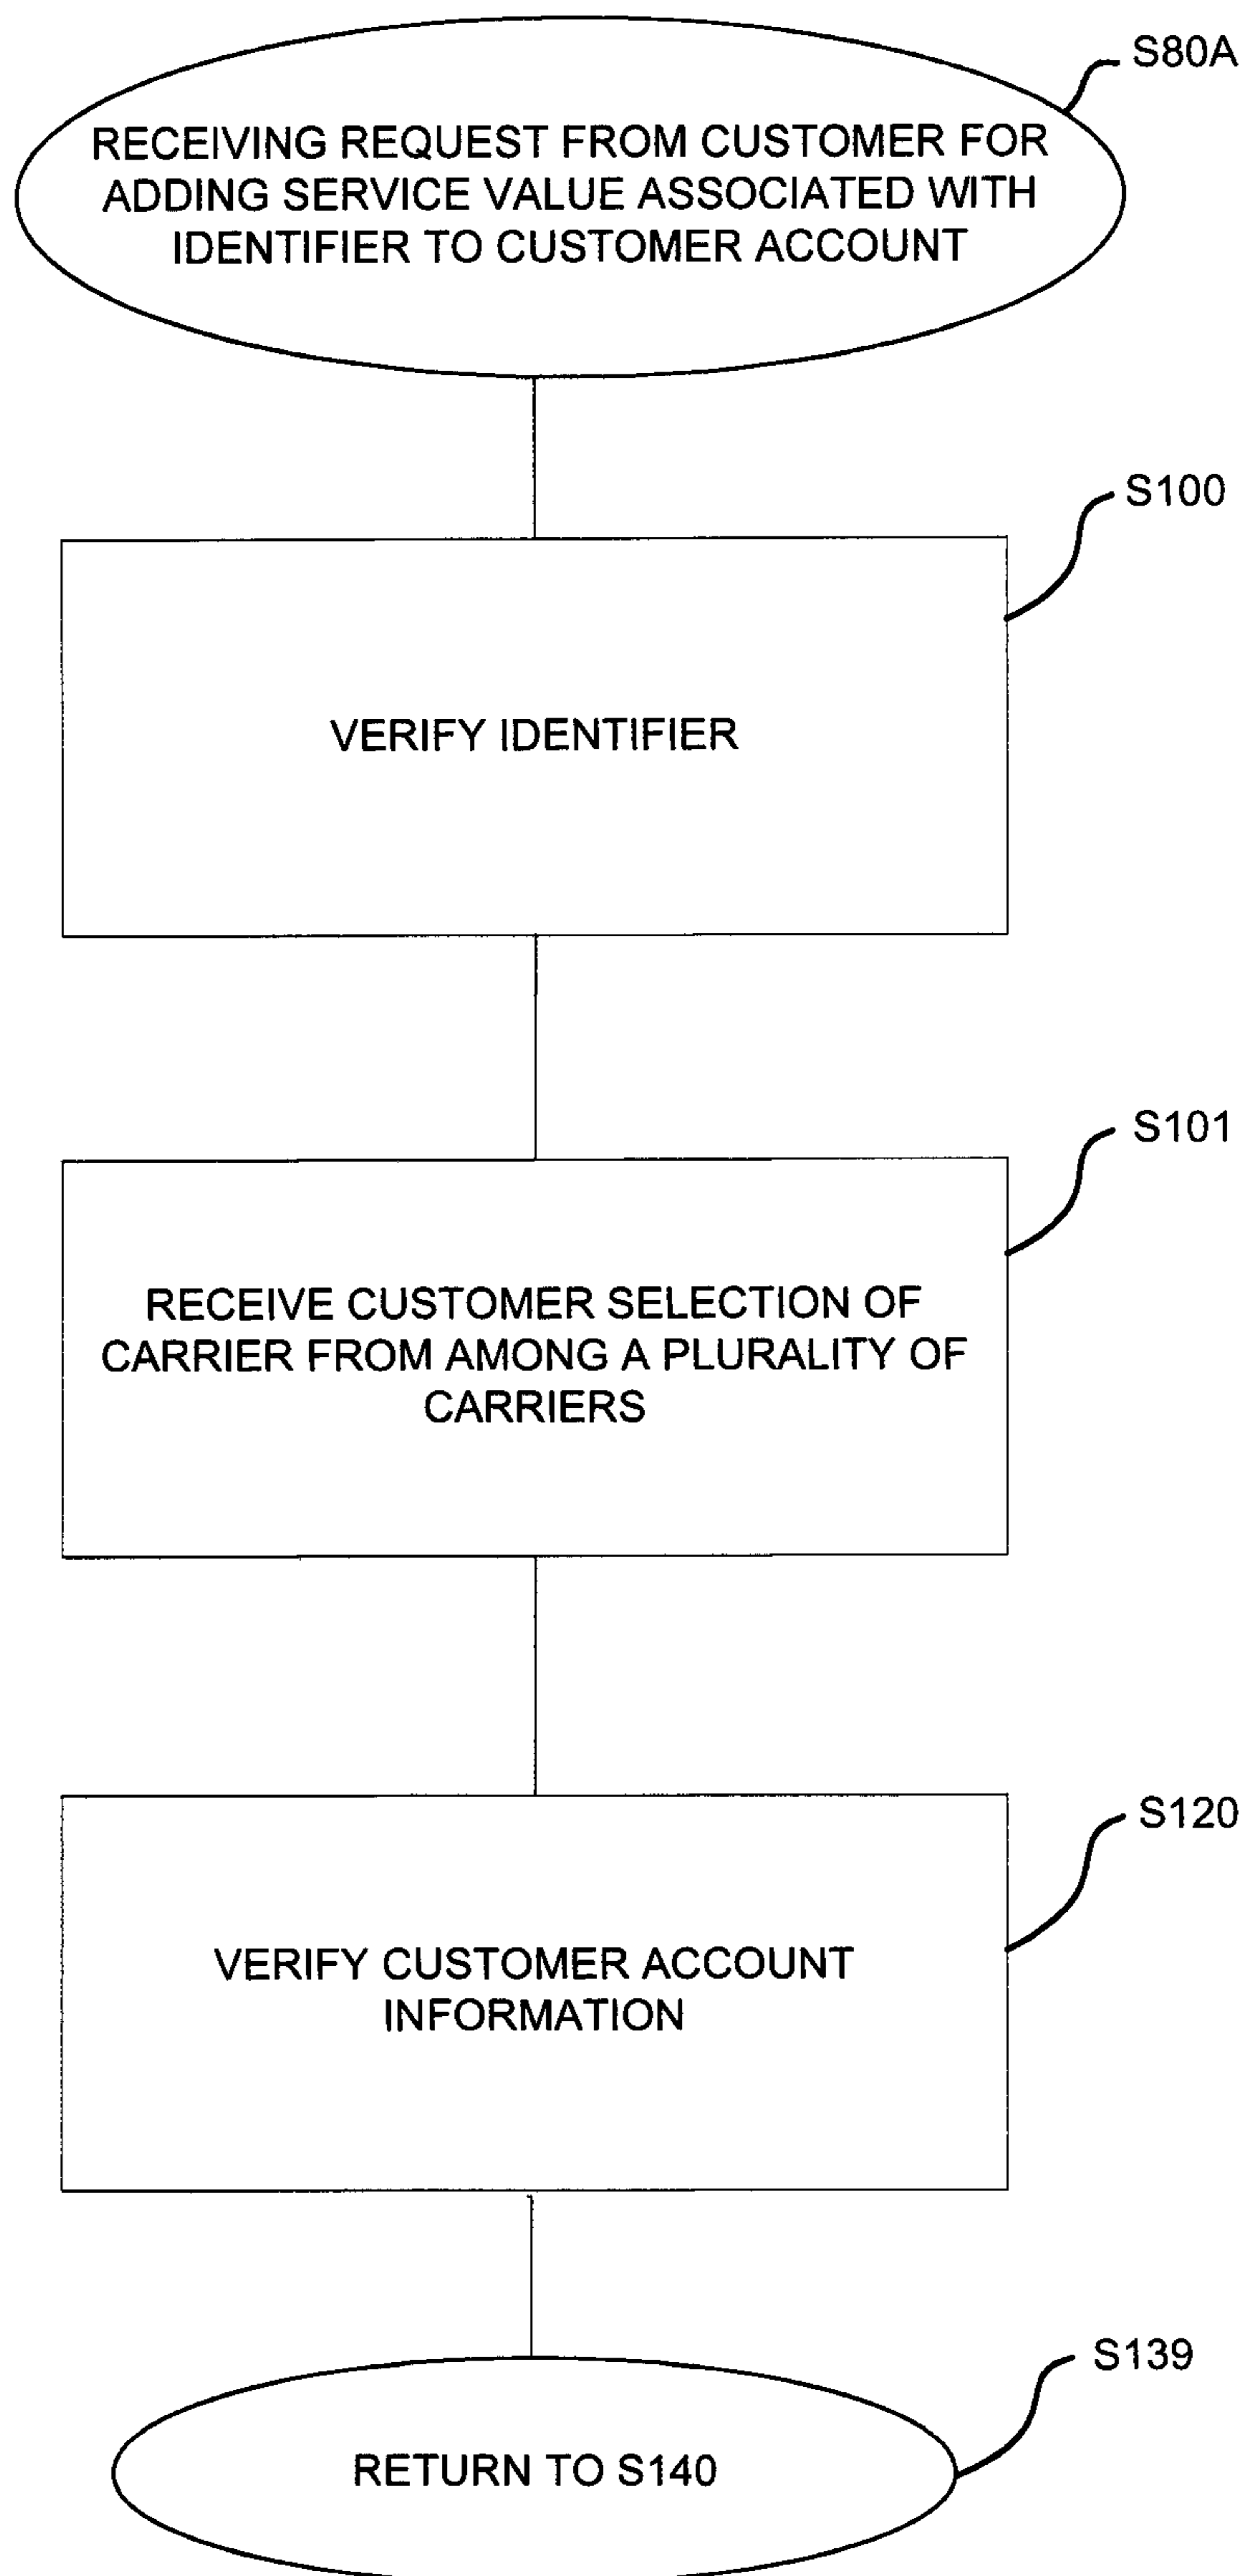 S80A
RECEIVING REQUEST FROM CUSTOMER FOR
ADDING SERVICE VALUE ASSOCIATED WITH
IDENTIFIER TO CUSTOMER ACCOUNT
S100
VERIFY IDENTIFIER
S101
RECEIVE CUSTOMER SELECTION OF
CARRIER FROM AMONG A PLURALITY OF
CARRIERS
S120
VERIFY CUSTOMER ACCOUNT
INFORMATION
S139
RETURN TO S140